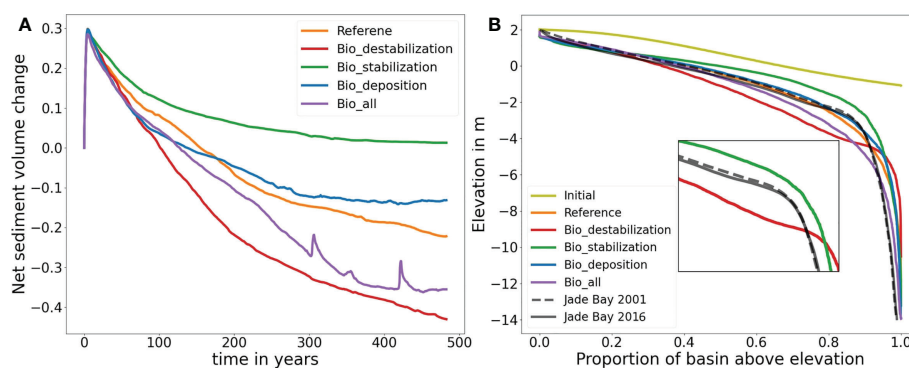 A
Net sediment volume change
0.3
0.2
0.1
0.0
−0.1
−0.2
−0.3
−0.4
0
100
200
300
400
500
time in years
Referene
Bio_destabilization
Bio_stabilization
Bio_deposition
Bio_all
B
Elevation in m
2
0
−2
−4
−6
−8
−10
−12
−14
0.0
0.2
0.4
0.6
0.8
1.0
Proportion of basin above elevation
Initial
Reference
Bio_destabilization
Bio_stabilization
Bio_deposition
Bio_all
Jade Bay 2001
Jade Bay 2016